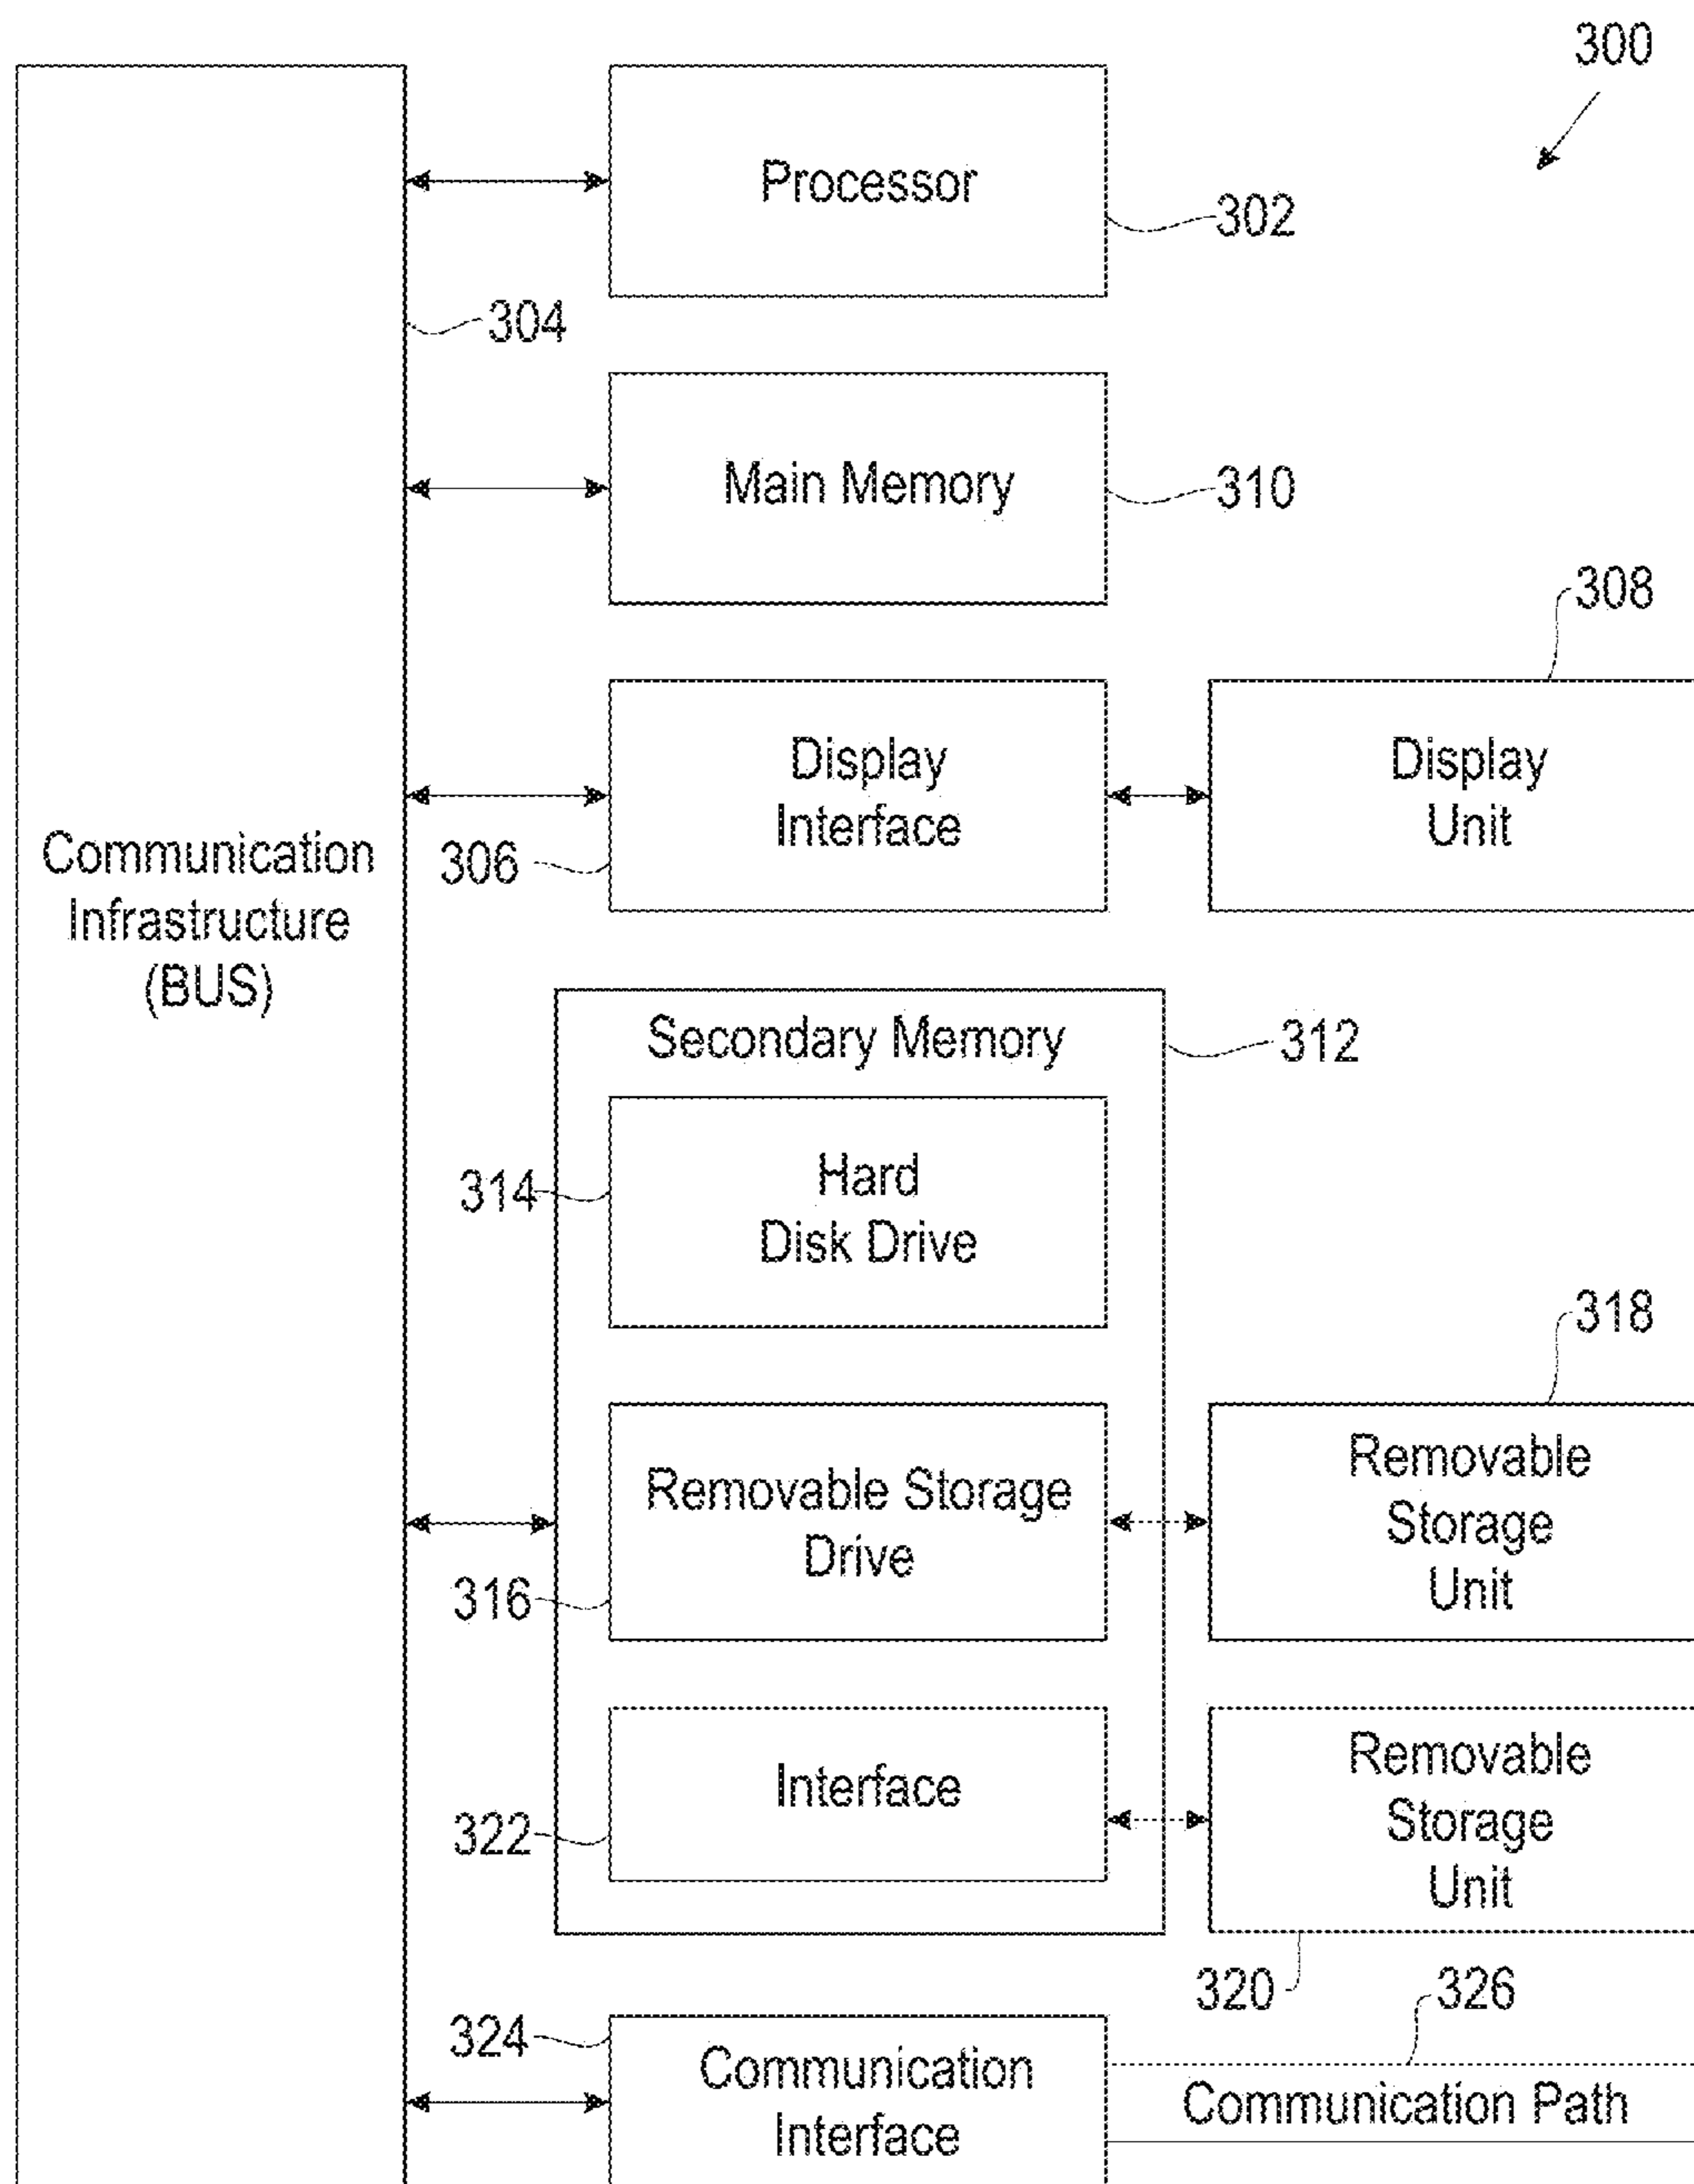 300
Processor
302
304
Main Memory
310
308
Display
Interface
306
Display
Unit
Communication
Infrastructure
(BUS)
Secondary Memory
312
Hard
Disk Drive
314
318
Removable Storage
Drive
316
Removable
Storage
Unit
Interface
322
Removable
Storage
Unit
320
326
324
Communication
Interface
Communication Path